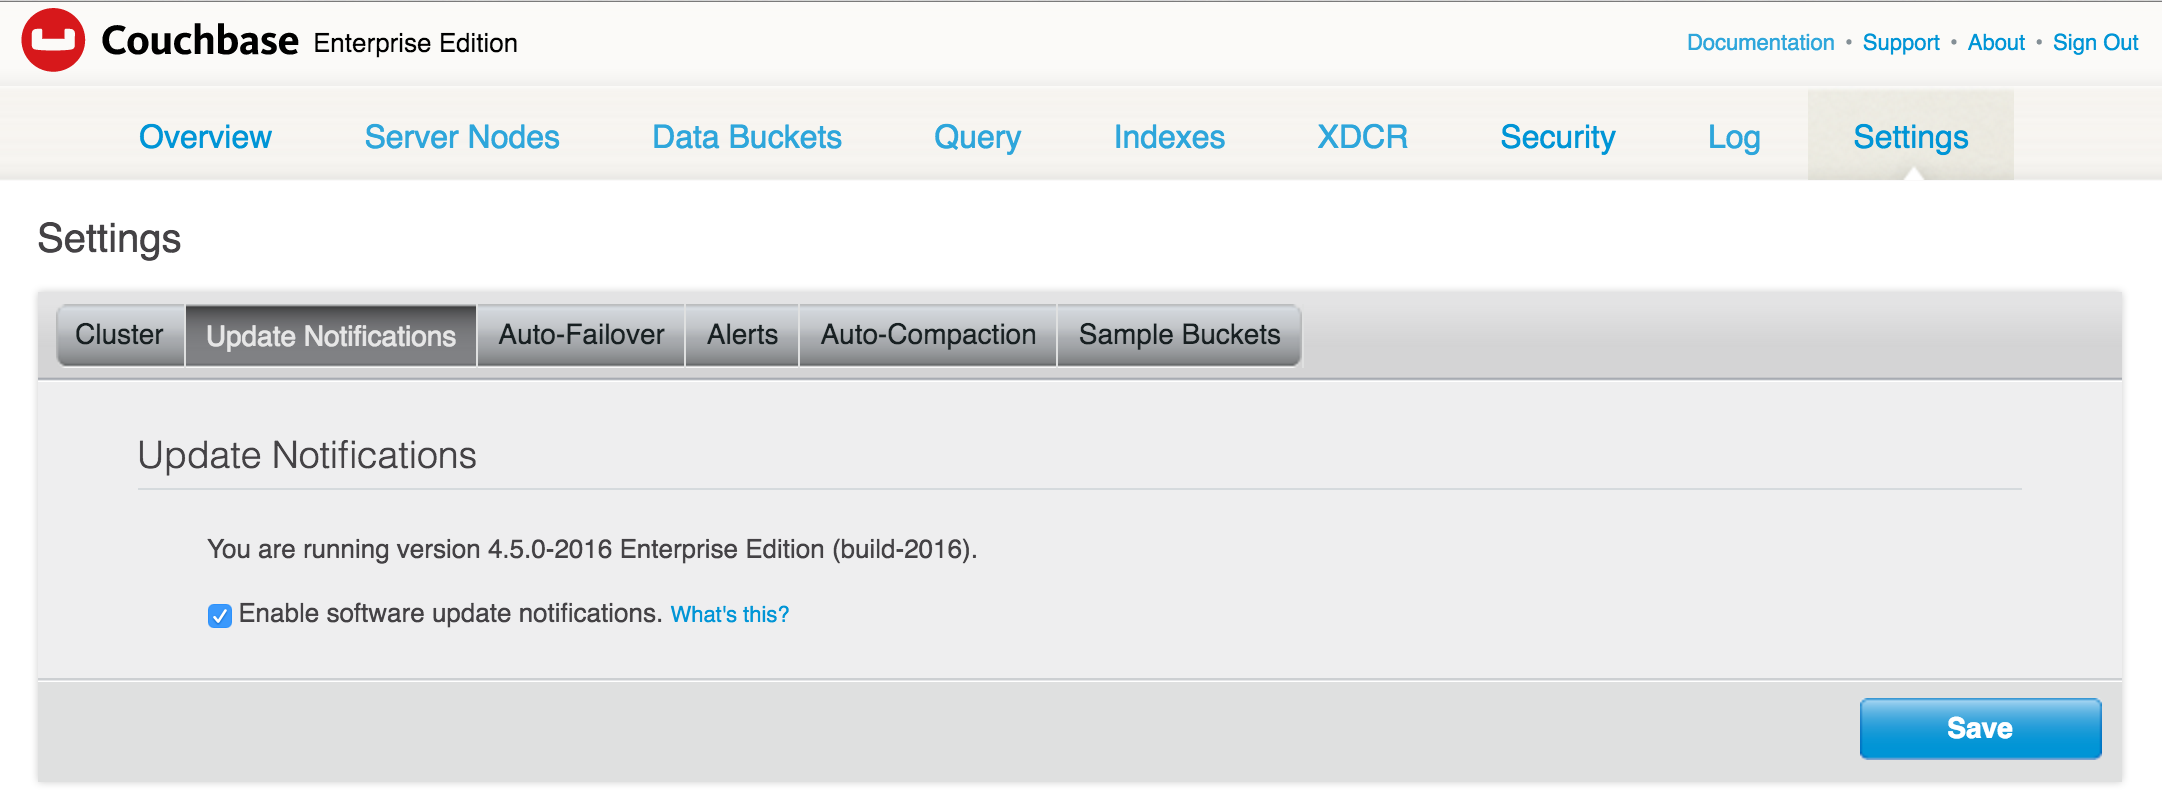 Couchbase Enterprise Edition
Documentation • Support • About • Sign Out
Overview Server Nodes Data Buckets Query Indexes XDCR Security Log Settings
Settings
Cluster Update Notifications Auto-Failover Alerts Auto-Compaction Sample Buckets
Update Notifications
You are running version 4.5.0-2016 Enterprise Edition (build-2016).
Enable software update notifications. What's this?
Save